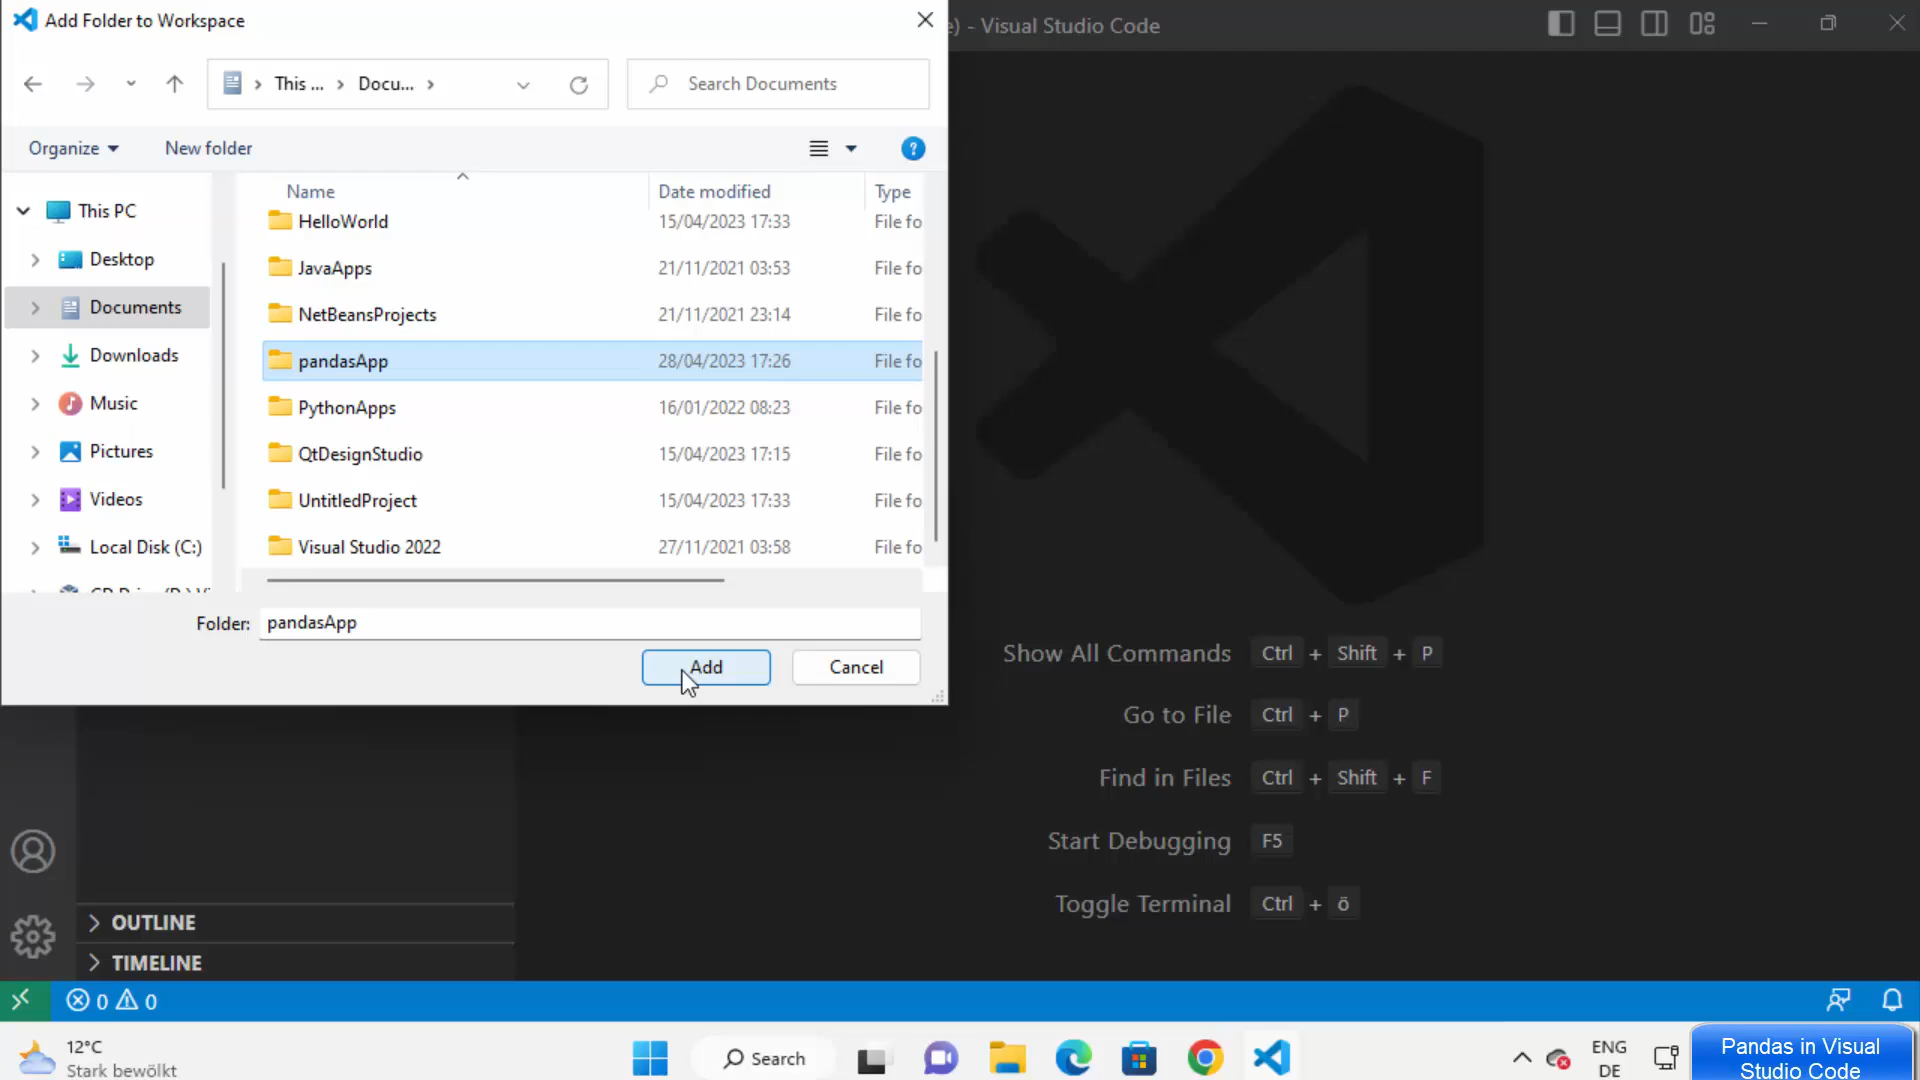 Add Folder to Workspace
e) - Visual Studio Code
This ... Docu...
Search Documents
Organize
New folder
?
Name
Date modified
Type
This PC
Desktop
Documents
Downloads
Music
Pictures
Videos
Local Disk (C:)
HelloWorld 15/04/2023 17:33 File fo
JavaApps 21/11/2021 03:53 File fo
NetBeansProjects 21/11/2021 23:14 File fo
pandasApp 28/04/2023 17:26 File fo
PythonApps 16/01/2022 08:23 File fo
QtDesignStudio 15/04/2023 17:15 File fo
UntitledProject 15/04/2023 17:33 File fo
Visual Studio 2022 27/11/2021 03:58 File fo
Folder: pandasApp
Add
Cancel
Show All Commands Ctrl + Shift + P
Go to File Ctrl + P
Find in Files Ctrl + Shift + F
Start Debugging F5
Toggle Terminal Ctrl + ö
OUTLINE
TIMELINE
0 0
12°C
Stark bewölkt
Search
ENG
DE
Pandas in Visual
Studio Code